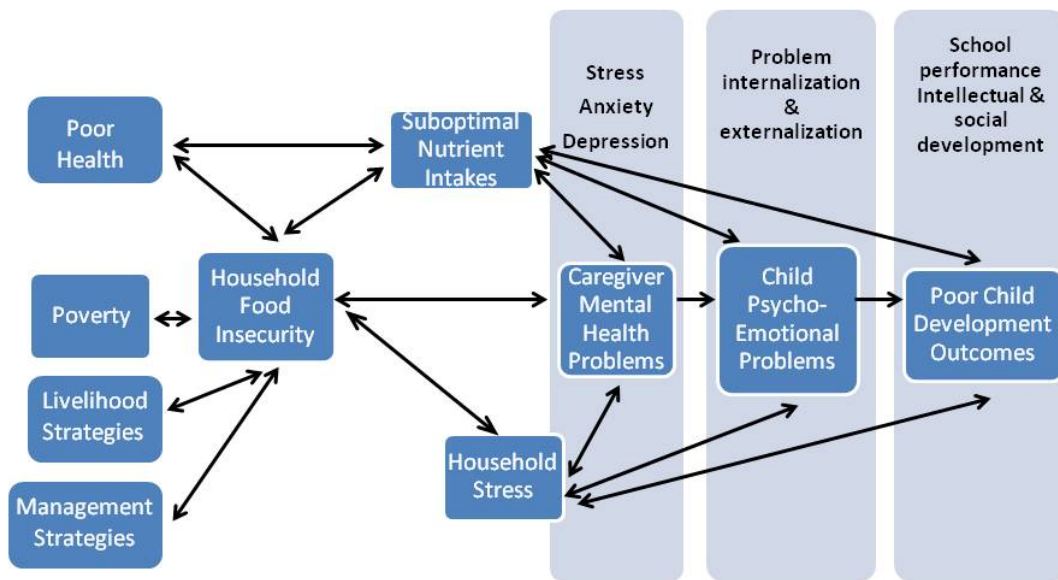 Stress
Anxiety
Depression
Problem
internalization
&
externalization
School
performance
Intellectual &
social
development
Poor
Health
Suboptimal
Nutrient
Intakes
Household
Food
Insecurity
Poverty
Livelihood
Strategies
Management
Strategies
Caregiver
Mental
Health
Problems
Child
Psycho-
Emotional
Problems
Poor Child
Development
Outcomes
Household
Stress